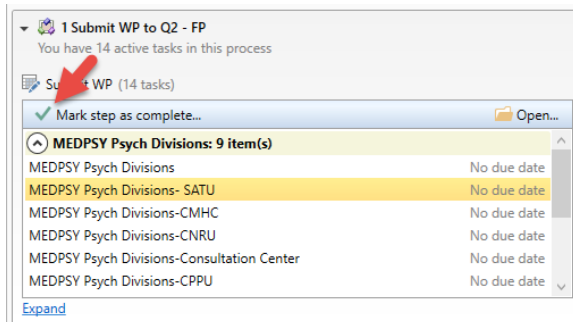 1 Submit WP to Q2 - FP
You have 14 active tasks in this process
WP (14 tasks)
Mark step as complete... Open...
MEDPSY Psych Divisions: 9 item(s)
MEDPSY Psych Divisions No due date
MEDPSY Psych Divisions- SATU No due date
MEDPSY Psych Divisions-CMHC No due date
MEDPSY Psych Divisions-CNRU No due date
MEDPSY Psych Divisions-Consultation Center No due date
MEDPSY Psych Divisions-CPPU No due date
Expand